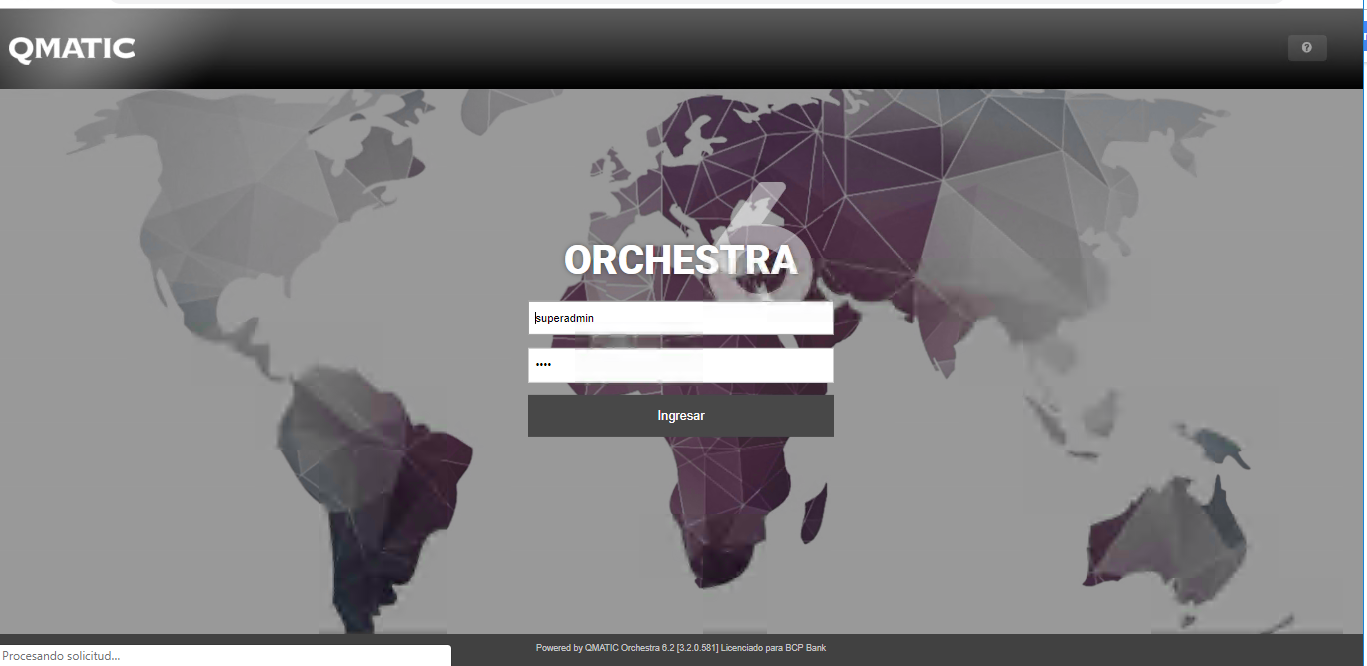 QMATIC
ORCHESTRA
superadmin
••••
Ingresar
Powered by QMATIC Orchestra 6.2 [3.2.0.581] Licenciado para BCP Bank
Procesando solicitud...